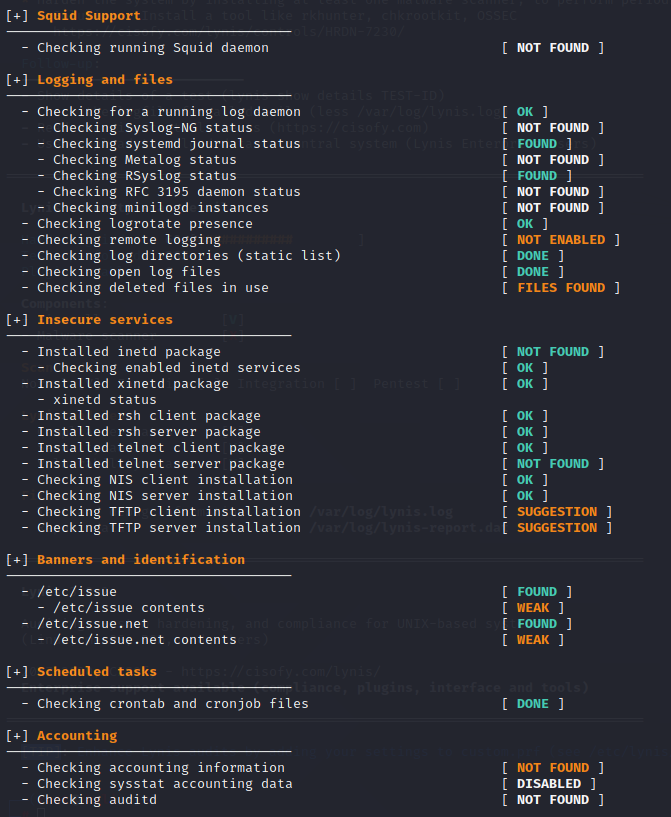 [+] Squid Support
- Checking running Squid daemon [ NOT FOUND ]
[+] Logging and files
- Checking for a running log daemon [ OK ]
- Checking Syslog-NG status [ NOT FOUND ]
- Checking systemd journal status [ FOUND ]
- Checking Metalog status [ NOT FOUND ]
- Checking RSyslog status [ FOUND ]
- Checking RFC 3195 daemon status [ NOT FOUND ]
- Checking minilogd instances [ NOT FOUND ]
- Checking logrotate presence [ OK ]
- Checking remote logging [ NOT ENABLED ]
- Checking log directories (static list) [ DONE ]
- Checking open log files [ DONE ]
- Checking deleted files in use [ FILES FOUND ]
[+] Insecure services
- Installed inetd package [ NOT FOUND ]
- Checking enabled inetd services [ OK ]
- Installed xinetd package [ OK ]
- xinetd status
- Installed rsh client package [ OK ]
- Installed rsh server package [ OK ]
- Installed telnet client package [ OK ]
- Installed telnet server package [ NOT FOUND ]
- Checking NIS client installation [ OK ]
- Checking NIS server installation [ OK ]
- Checking TFTP client installation [ SUGGESTION ]
- Checking TFTP server installation [ SUGGESTION ]
[+] Banners and identification
- /etc/issue [ FOUND ]
- /etc/issue contents [ WEAK ]
- /etc/issue.net [ FOUND ]
- /etc/issue.net contents [ WEAK ]
[+] Scheduled tasks
- Checking crontab and cronjob files [ DONE ]
[+] Accounting
- Checking accounting information [ NOT FOUND ]
- Checking sysstat accounting data [ DISABLED ]
- Checking auditd [ NOT FOUND ]